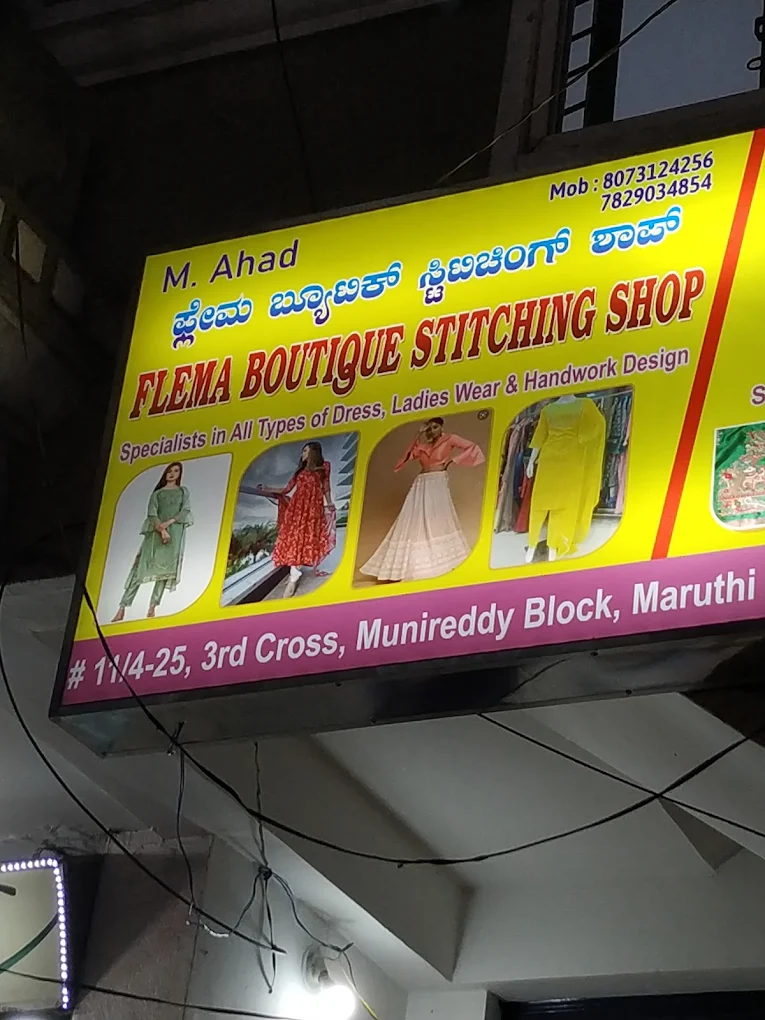 Mob : 8073124256
7829034854
M. Ahad
ಫ್ಲೇಮ ಬ್ಯೂಟಿಕ್ ಸ್ಟಿಟಿಚಿಂಗ್ ಶಾಪ್
FLEMA BOUTIQUE STITCHING SHOP
Specialists in All Types of Dress, Ladies Wear & Handwork Design
# 11/4-25, 3rd Cross, Munireddy Block, Maruthi